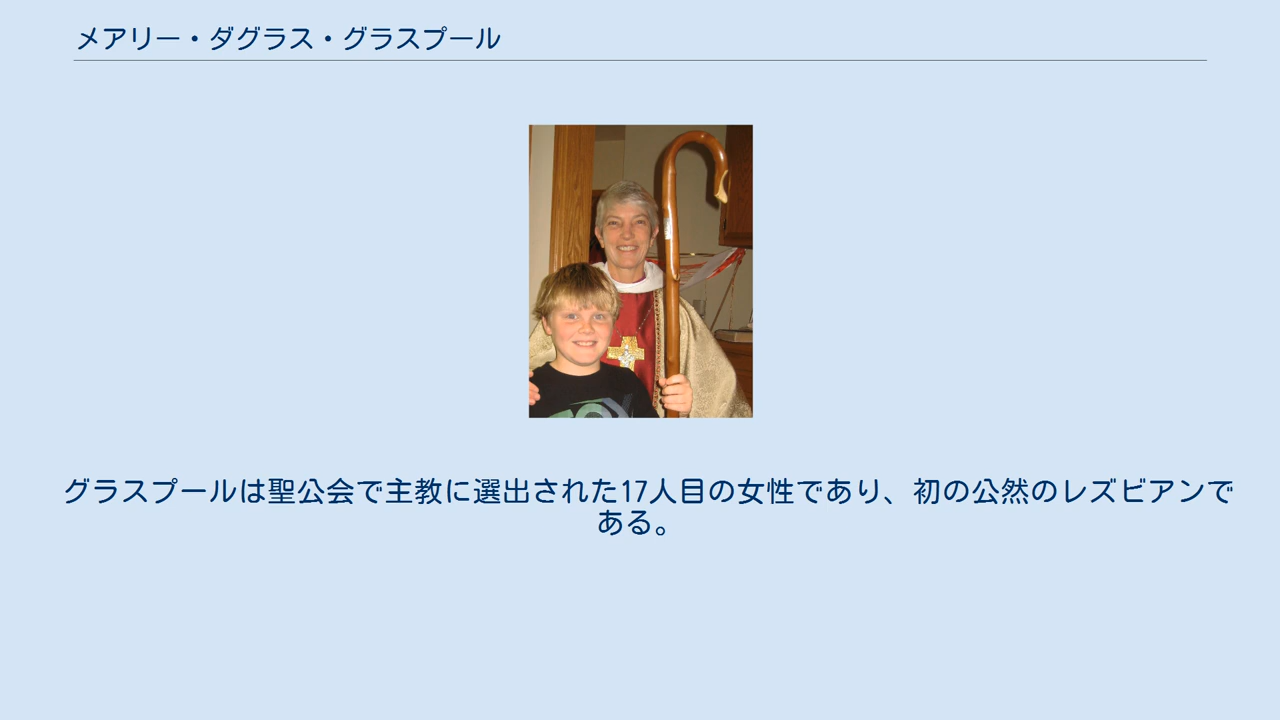 メアリー・ダグラス・グラスプール
グラスプールは聖公会で主教に選出された17人目の女性であり、初の公然のレズビアンで
ある。